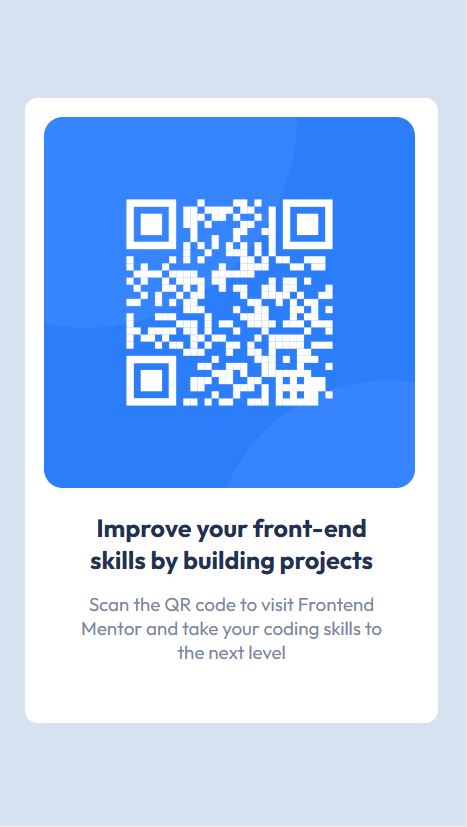 Improve your front-end
skills by building projects
Scan the QR code to visit Frontend
Mentor and take your coding skills to
the next level